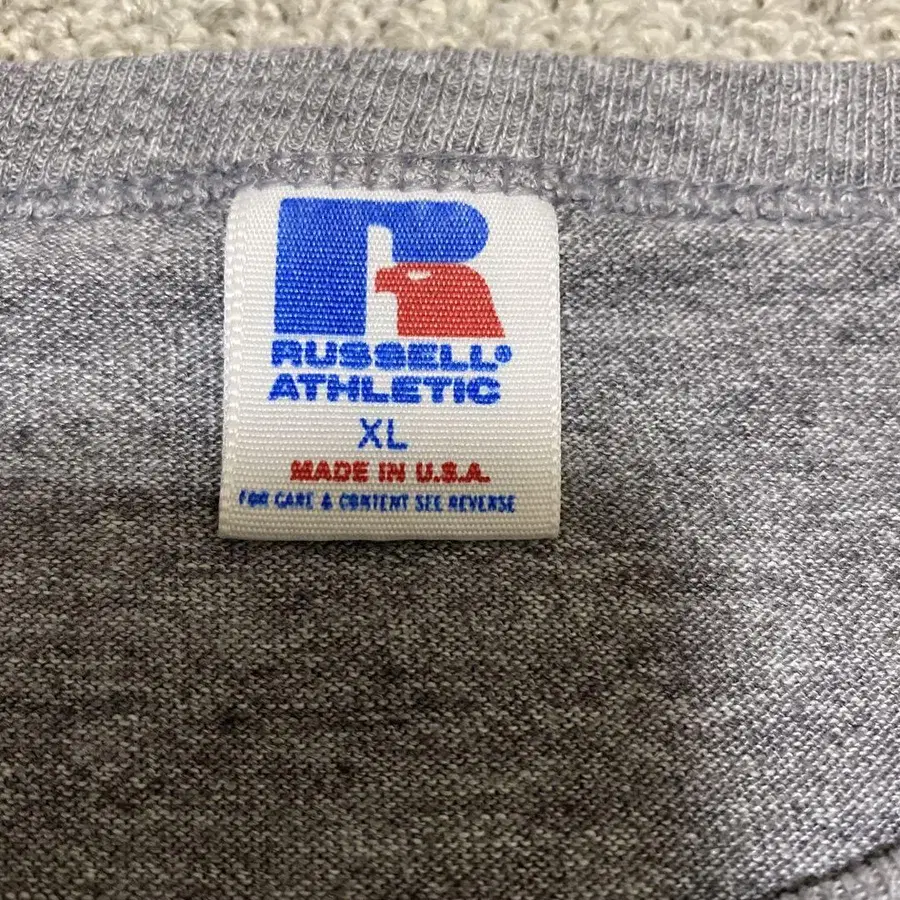 RUSSELL®
ATHLETIC
XL
MADE IN U.S.A.
FOR CARE & CONTENT SEE REVERSE